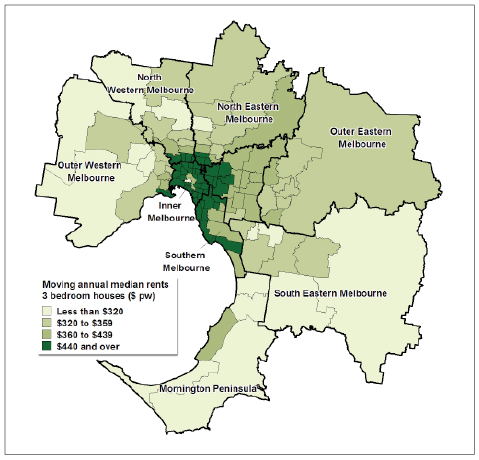 North
Western Melbourne
North Eastern
Melbourne
Outer Eastern
Melbourne
Outer Western
Melbourne
Inner
Melbourne
Southern
Melbourne
South Eastern Melbourne
Moving annual median rents
3 bedroom houses ($ pw)
Less than $320
$320 to $359
$360 to $439
$440 and over
Mornington Peninsula